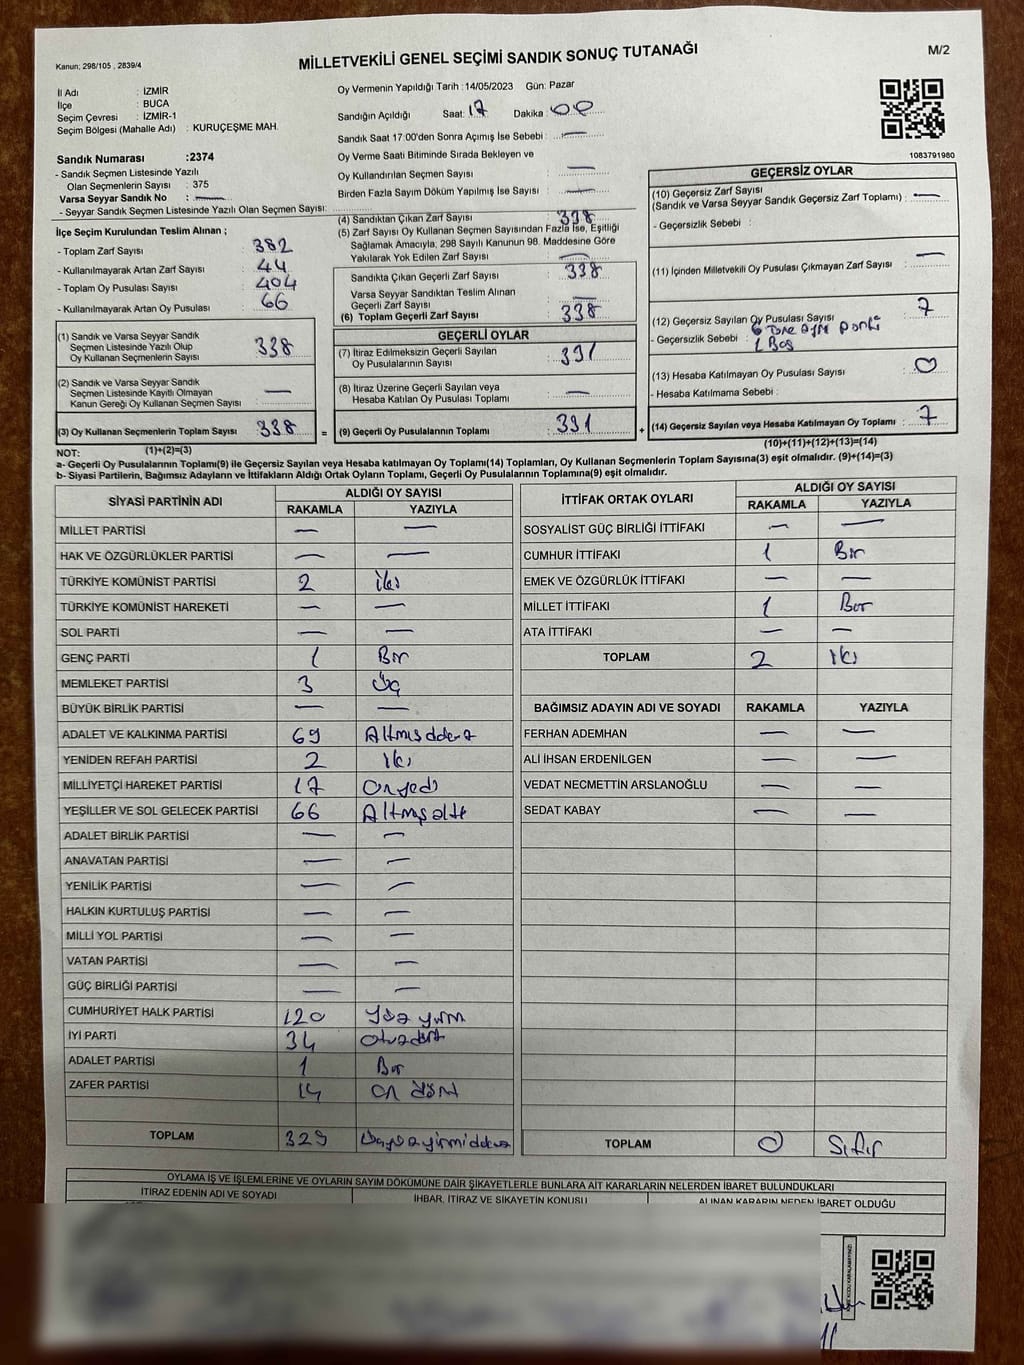 Kanun; 298/105 , 2839/4
MİLLETVEKİLİ GENEL SEÇİMİ SANDIK SONUÇ TUTANAĞI
M/2
İl Adı : İZMİR
İlçe : BUCA
Seçim Çevresi : İZMİR-1
Seçim Bölgesi (Mahalle Adı) : KURUÇEŞME MAH.
Sandık Numarası :2374
- Sandık Seçmen Listesinde Yazılı
Olan Seçmenlerin Sayısı : 375
Varsa Seyyar Sandık No : —
- Seyyar Sandık Seçmen Listesinde Yazılı Olan Seçmen Sayısı:
Oy Vermenin Yapıldığı Tarih : 14/05/2023 Gün: Pazar
Sandığın Açıldığı Saat: 17 Dakika : 00
Sandık Saat 17:00'den Sonra Açımış İse Sebebi : —
Oy Verme Saati Bitiminde Sırada Bekleyen ve
Oy Kullandırılan Seçmen Sayısı : —
Birden Fazla Sayım Döküm Yapılmış İse Sayısı : —
1083791980
İlçe Seçim Kurulundan Teslim Alınan ;
- Toplam Zarf Sayısı : 382
- Kullanılmayarak Artan Zarf Sayısı : 44
- Toplam Oy Pusulası Sayısı : 404
- Kullanılmayarak Artan Oy Pusulası : 66
(1) Sandık ve Varsa Seyyar Sandık
Seçmen Listesinde Yazılı Olup
Oy Kullanan Seçmenlerin Sayısı : 338
(2) Sandık ve Varsa Seyyar Sandık
Seçmen Listesinde Kayıtlı Olmayan
Kanun Gereği Oy Kullanan Seçmen Sayısı : —
(3) Oy Kullanan Seçmenlerin Toplam Sayısı : 338 =
(4) Sandıktan Çıkan Zarf Sayısı : 338
(5) Zarf Sayısı Oy Kullanan Seçmen Sayısından Fazla İse, Eşitliği
Sağlamak Amacıyla, 298 Sayılı Kanunun 98. Maddesine Göre
Yakılarak Yok Edilen Zarf Sayısı : —
Sandıkta Çıkan Geçerli Zarf Sayısı : 338
Varsa Seyyar Sandıktan Teslim Alınan
Geçerli Zarf Sayısı : —
(6) Toplam Geçerli Zarf Sayısı : 338
GEÇERLİ OYLAR
(7) İtiraz Edilmeksizin Geçerli Sayılan
Oy Pusulalarının Sayısı : 331
(8) İtiraz Üzerine Geçerli Sayılan veya
Hesaba Katılan Oy Pusulası Toplamı : —
(9) Geçerli Oy Pusulalarının Toplamı : 331 +
GEÇERSİZ OYLAR
(10) Geçersiz Zarf Sayısı
(Sandık ve Varsa Seyyar Sandık Geçersiz Zarf Toplamı) : —
- Geçersizlik Sebebi :
(11) İçinden Milletvekili Oy Pusulası Çıkmayan Zarf Sayısı : —
(12) Geçersiz Sayılan Oy Pusulası Sayısı : 7
- Geçersizlik Sebebi : 6 Tane Aynı partı
1 Boş
(13) Hesaba Katılmayan Oy Pusulası Sayısı : 0
- Hesaba Katılmama Sebebi :
(14) Geçersiz Sayılan veya Hesaba Katılmayan Oy Toplamı : 7
(1)+(2)=(3)
(10)+(11)+(12)+(13)=(14)
NOT:
a- Geçerli Oy Pusulalarının Toplamı(9) ile Geçersiz Sayılan veya Hesaba katılmayan Oy Toplamı(14) Toplamları, Oy Kullanan Seçmenlerin Toplam Sayısına(3) eşit olmalıdır. (9)+(14)=(3)
b- Siyasi Partilerin, Bağımsız Adayların ve İttifakların Aldığı Ortak Oyların Toplamı, Geçerli Oy Pusulalarının Toplamına(9) eşit olmalıdır.
SİYASİ PARTİNİN ADI ALDIĞI OY SAYISI
RAKAMLA YAZIYLA
MİLLET PARTİSİ — —
HAK VE ÖZGÜRLÜKLER PARTİSİ — —
TÜRKİYE KOMÜNİST PARTİSİ 2 iki
TÜRKİYE KOMÜNİST HAREKETİ — —
SOL PARTİ — —
GENÇ PARTİ 1 Bir
MEMLEKET PARTİSİ 3 Üç
BÜYÜK BİRLİK PARTİSİ — —
ADALET VE KALKINMA PARTİSİ 69 Altmışdokuz
YENİDEN REFAH PARTİSİ 2 iki
MİLLİYETÇİ HAREKET PARTİSİ 17 Onyedi
YEŞİLLER VE SOL GELECEK PARTİSİ 66 Altmışaltı
ADALET BİRLİK PARTİSİ — —
ANAVATAN PARTİSİ — —
YENİLİK PARTİSİ — —
HALKIN KURTULUŞ PARTİSİ — —
MİLLİ YOL PARTİSİ — —
VATAN PARTİSİ — —
GÜÇ BİRLİĞİ PARTİSİ — —
CUMHURİYET HALK PARTİSİ 120 Yüzyirmi
İYİ PARTİ 34 otuzdört
ADALET PARTİSİ 1 Bir
ZAFER PARTİSİ 14 on dört
TOPLAM 329 üçyüzyirmidokuz
İTTİFAK ORTAK OYLARI ALDIĞI OY SAYISI
RAKAMLA YAZIYLA
SOSYALİST GÜÇ BİRLİĞİ İTTİFAKI — —
CUMHUR İTTİFAKI 1 Bir
EMEK VE ÖZGÜRLÜK İTTİFAKI — —
MİLLET İTTİFAKI 1 Bir
ATA İTTİFAKI — —
TOPLAM 2 iki
BAĞIMSIZ ADAYIN ADI VE SOYADI RAKAMLA YAZIYLA
FERHAN ADEMHAN — —
ALİ İHSAN ERDENİLGEN — —
VEDAT NECMETTİN ARSLANOĞLU — —
SEDAT KABAY — —
TOPLAM 0 Sıfır
OYLAMA İŞ VE İŞLEMLERİNE VE OYLARIN SAYIM DÖKÜMÜNE DAİR ŞİKAYETLERLE BUNLARA AİT KARARLARIN NELERDEN İBARET BULUNDUKLARI
İTİRAZ EDENİN ADI VE SOYADI İHBAR, İTİRAZ VE ŞİKAYETİN KONUSU ALINAN KARARIN NEDEN İBARET OLDUĞU